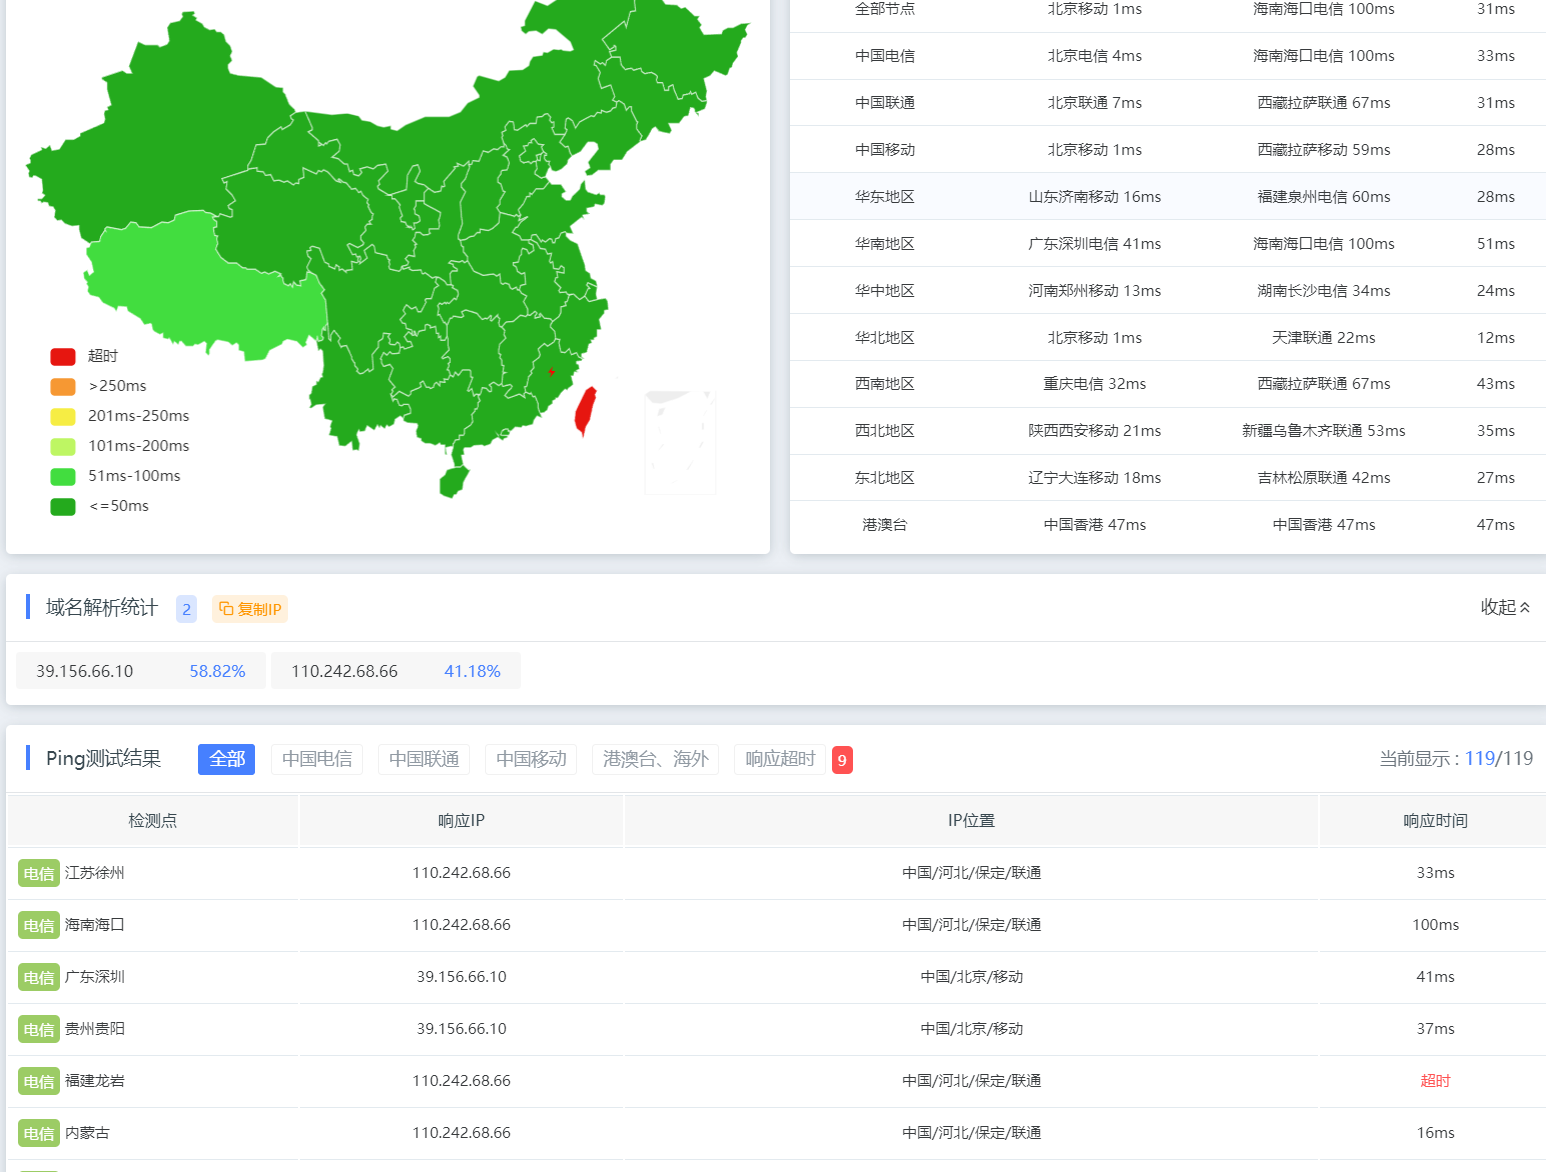 全部节点 北京移动 1ms 海南海口电信 100ms 31ms
中国电信 北京电信 4ms 海南海口电信 100ms 33ms
中国联通 北京联通 7ms 西藏拉萨联通 67ms 31ms
中国移动 北京移动 1ms 西藏拉萨移动 59ms 28ms
华东地区 山东济南移动 16ms 福建泉州电信 60ms 28ms
华南地区 广东深圳电信 41ms 海南海口电信 100ms 51ms
华中地区 河南郑州移动 13ms 湖南长沙电信 34ms 24ms
华北地区 北京移动 1ms 天津联通 22ms 12ms
西南地区 重庆电信 32ms 西藏拉萨联通 67ms 43ms
西北地区 陕西西安移动 21ms 新疆乌鲁木齐联通 53ms 35ms
东北地区 辽宁大连移动 18ms 吉林松原联通 42ms 27ms
港澳台 中国香港 47ms 中国香港 47ms 47ms
超时
>250ms
201ms-250ms
101ms-200ms
51ms-100ms
<=50ms
域名解析统计 2 复制IP 收起
39.156.66.10 58.82% 110.242.68.66 41.18%
Ping测试结果 全部 中国电信 中国联通 中国移动 港澳台、海外 响应超时 9 当前显示 : 119/119
检测点 响应IP IP位置 响应时间
电信 江苏徐州 110.242.68.66 中国/河北/保定/联通 33ms
电信 海南海口 110.242.68.66 中国/河北/保定/联通 100ms
电信 广东深圳 39.156.66.10 中国/北京/移动 41ms
电信 贵州贵阳 39.156.66.10 中国/北京/移动 37ms
电信 福建龙岩 110.242.68.66 中国/河北/保定/联通 超时
电信 内蒙古 110.242.68.66 中国/河北/保定/联通 16ms